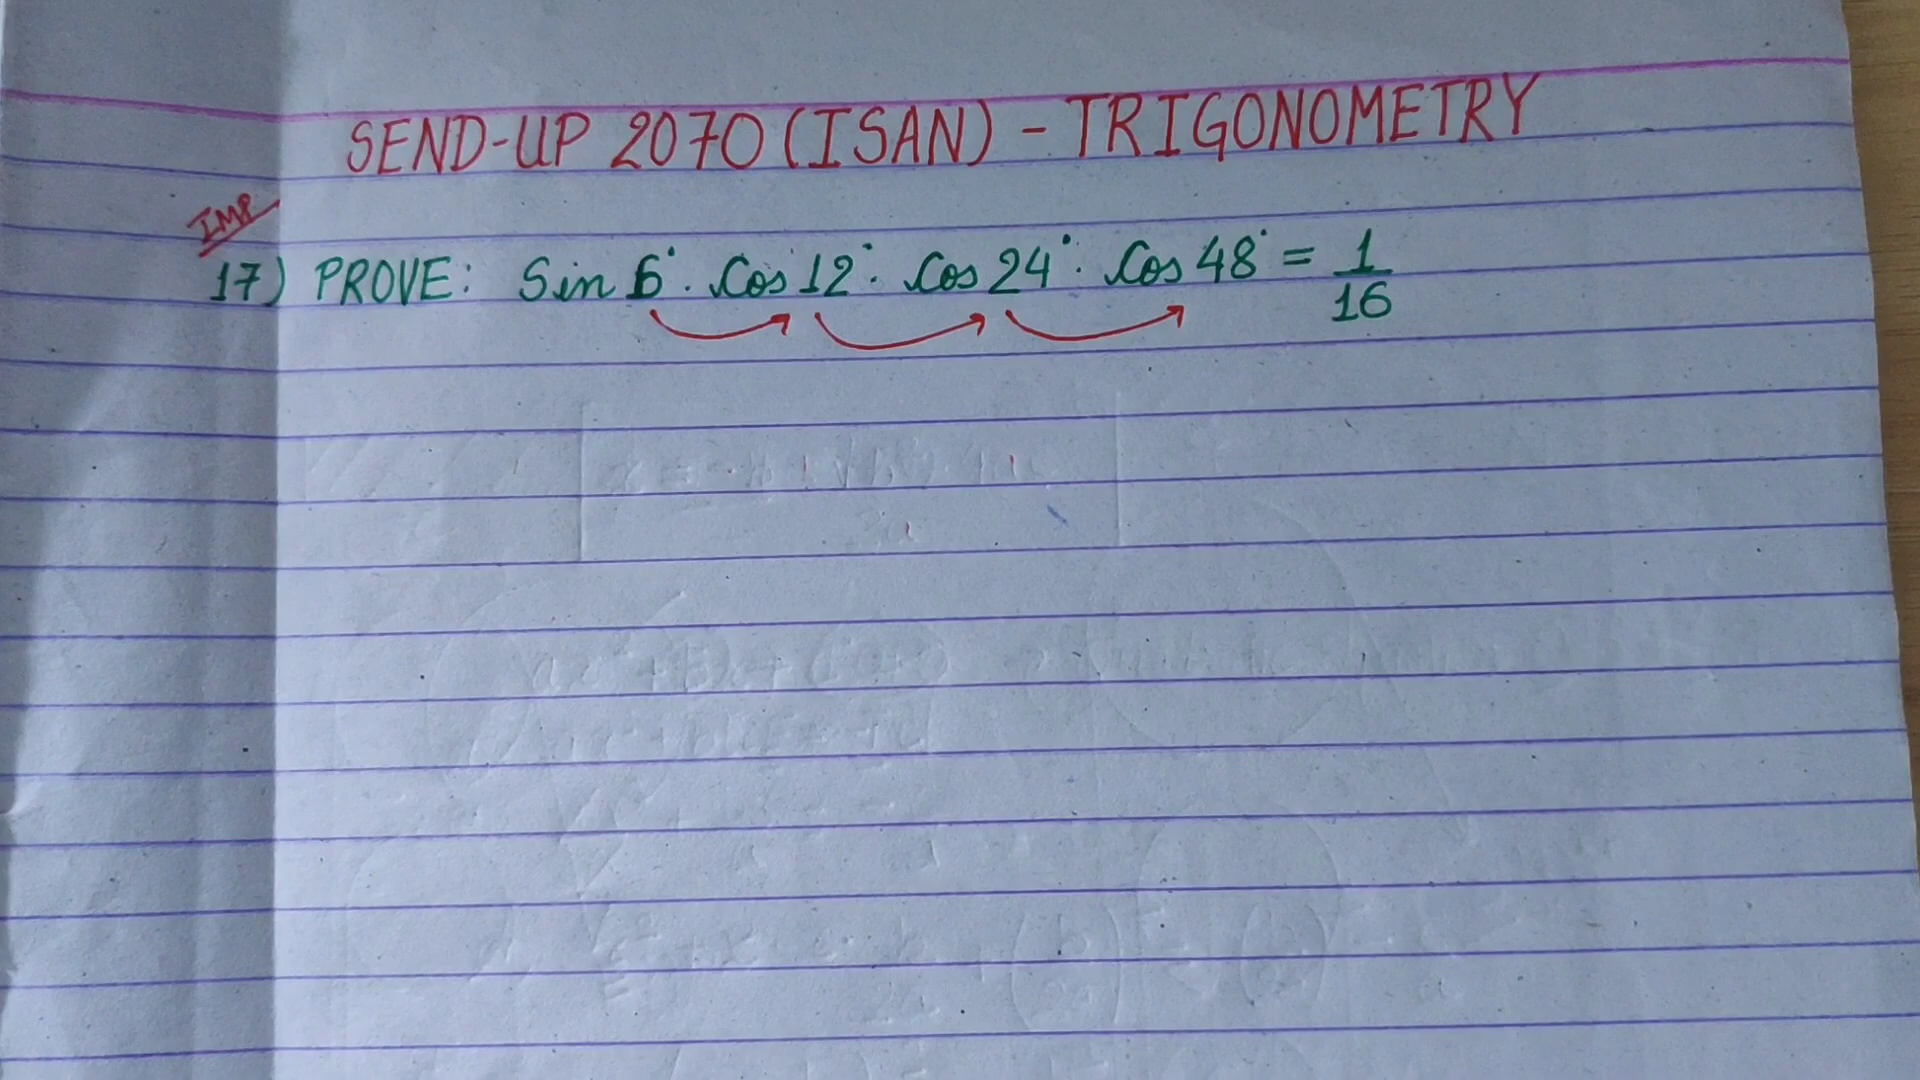 SEND-UP 2070 (ISAN) - TRIGONOMETRY
IMP
17) PROVE: Sin 6° . Cos 12° . Cos 24° . Cos 48° = 1/16